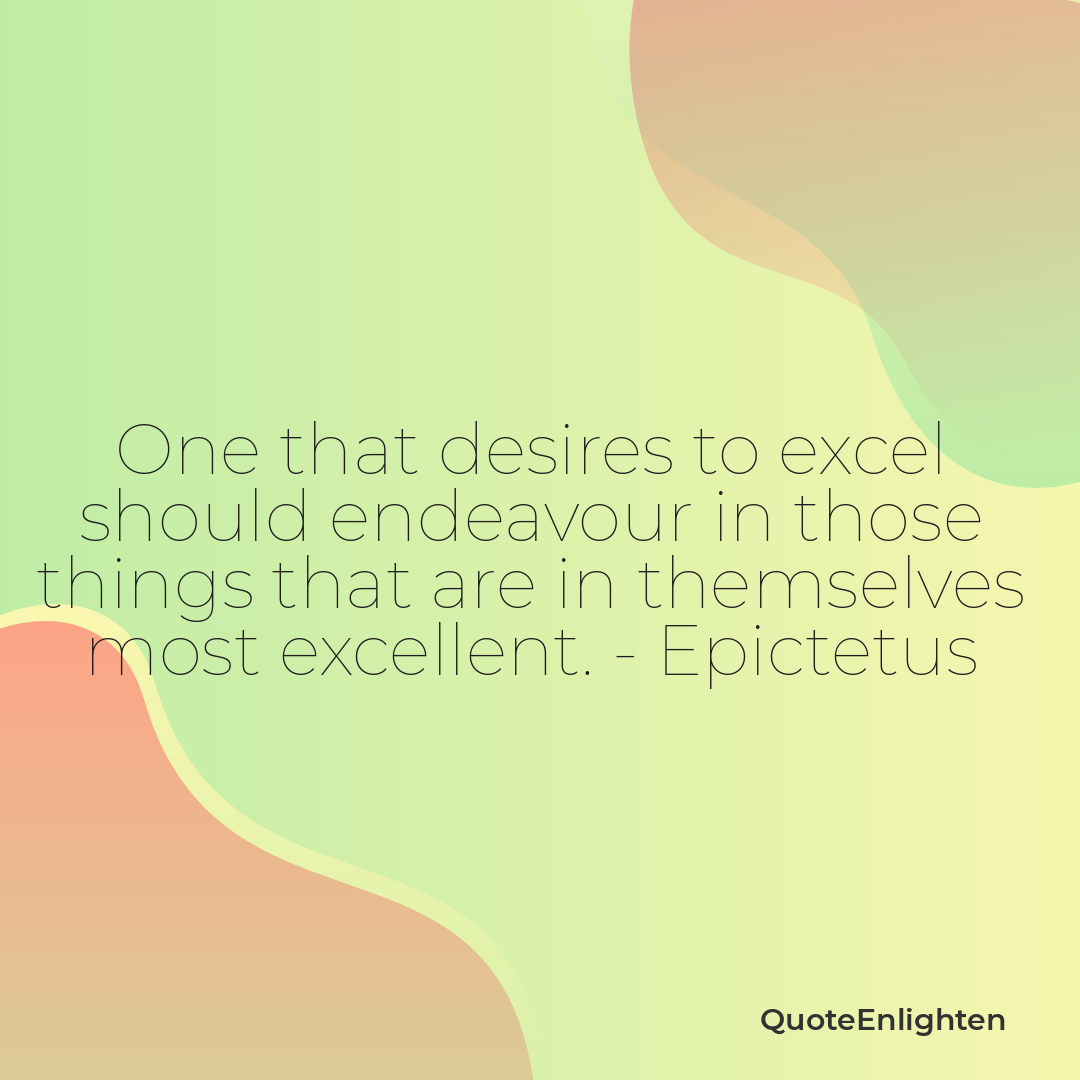 One that desires to excel
should endeavour in those
things that are in themselves
most excellent. - Epictetus
QuoteEnlighten